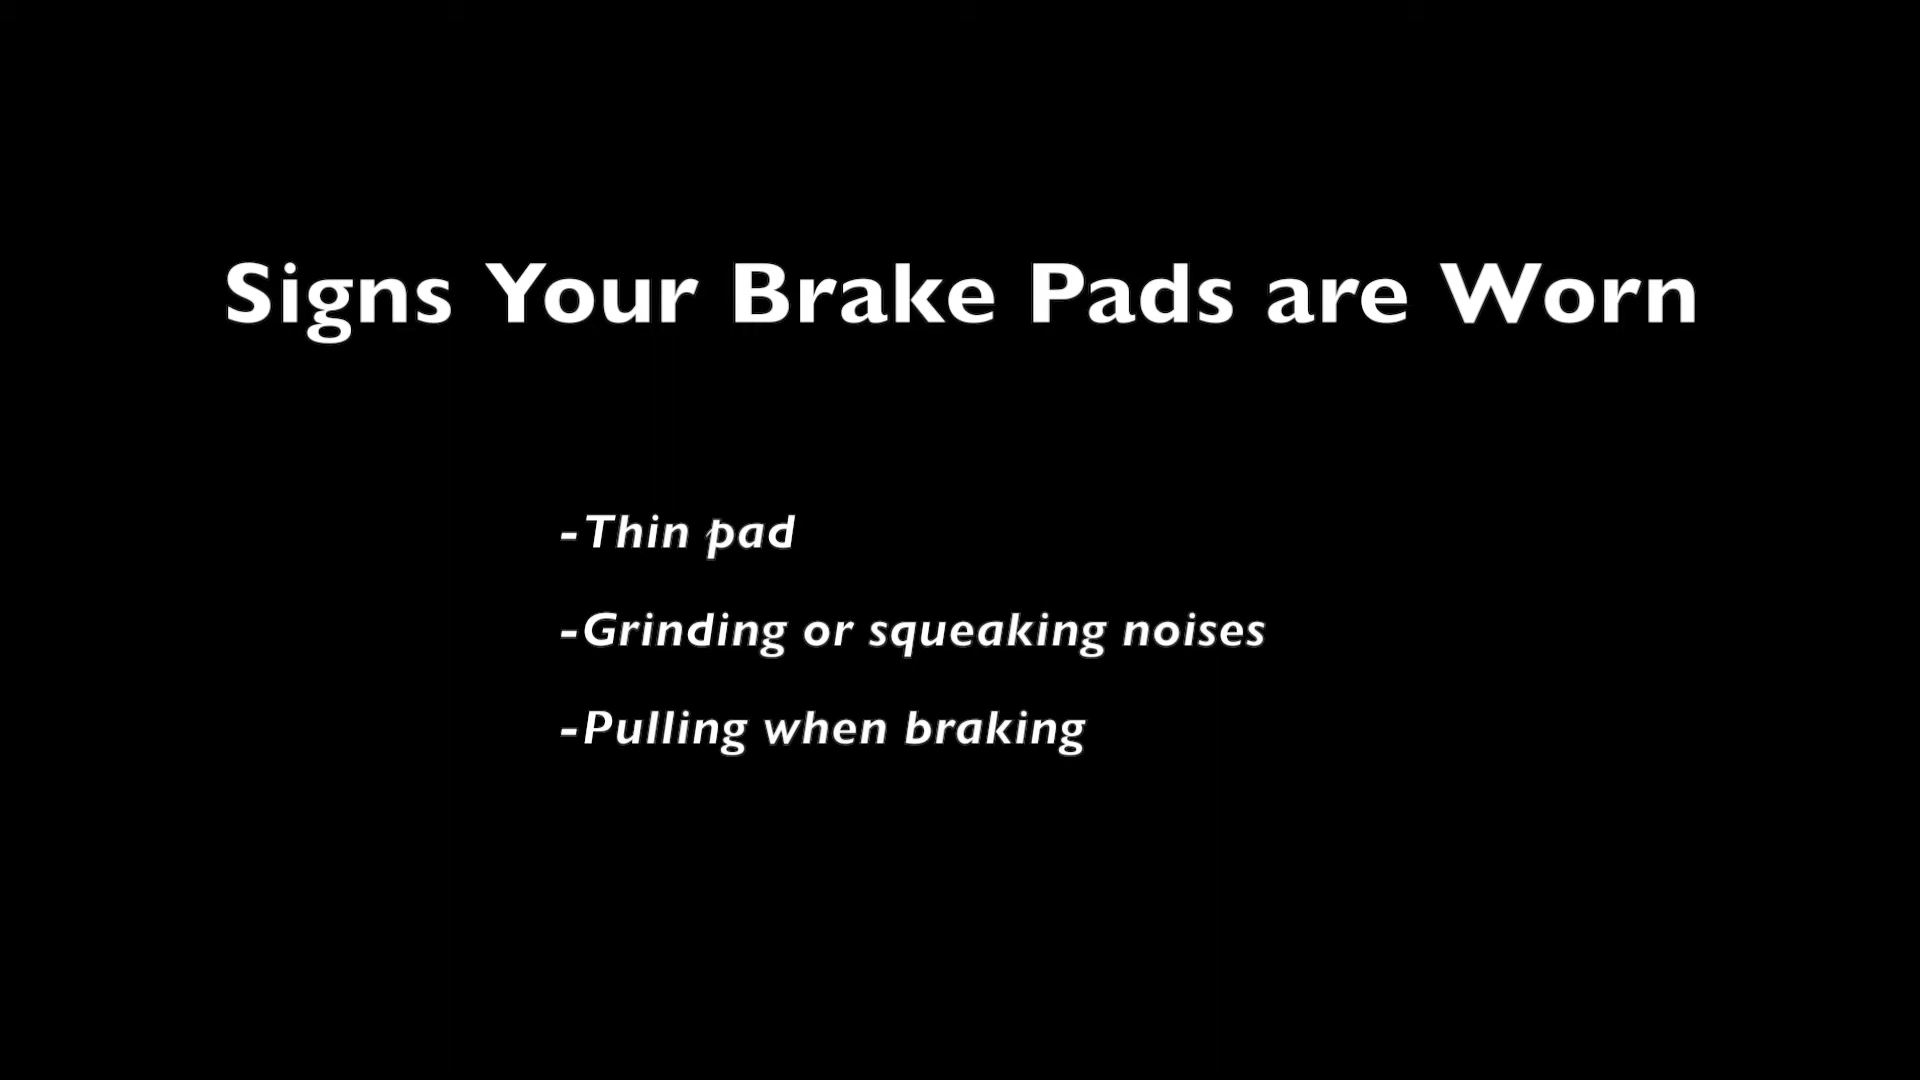 Signs Your Brake Pads are Worn
-Thin pad
-Grinding or squeaking noises
-Pulling when braking